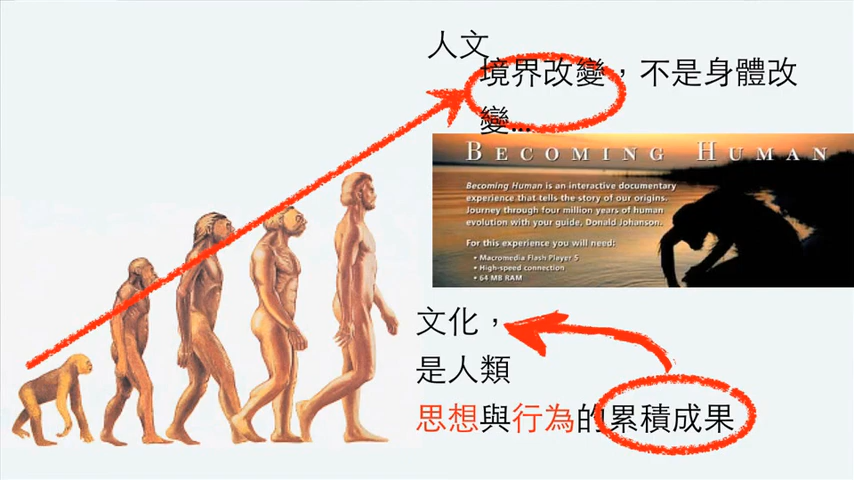 人文
境界改變，不是身體改
變...
BECOMING HUMAN
Becoming Human is an interactive documentary
experience that tells the story of our origins.
Journey through four million years of human
evolution with your guide, Donald Johanson.
For this experience you will need:
• Macromedia Flash Player 5
• High-speed connection
• 64 MB RAM
文化，
是人類
思想與行為的累積成果